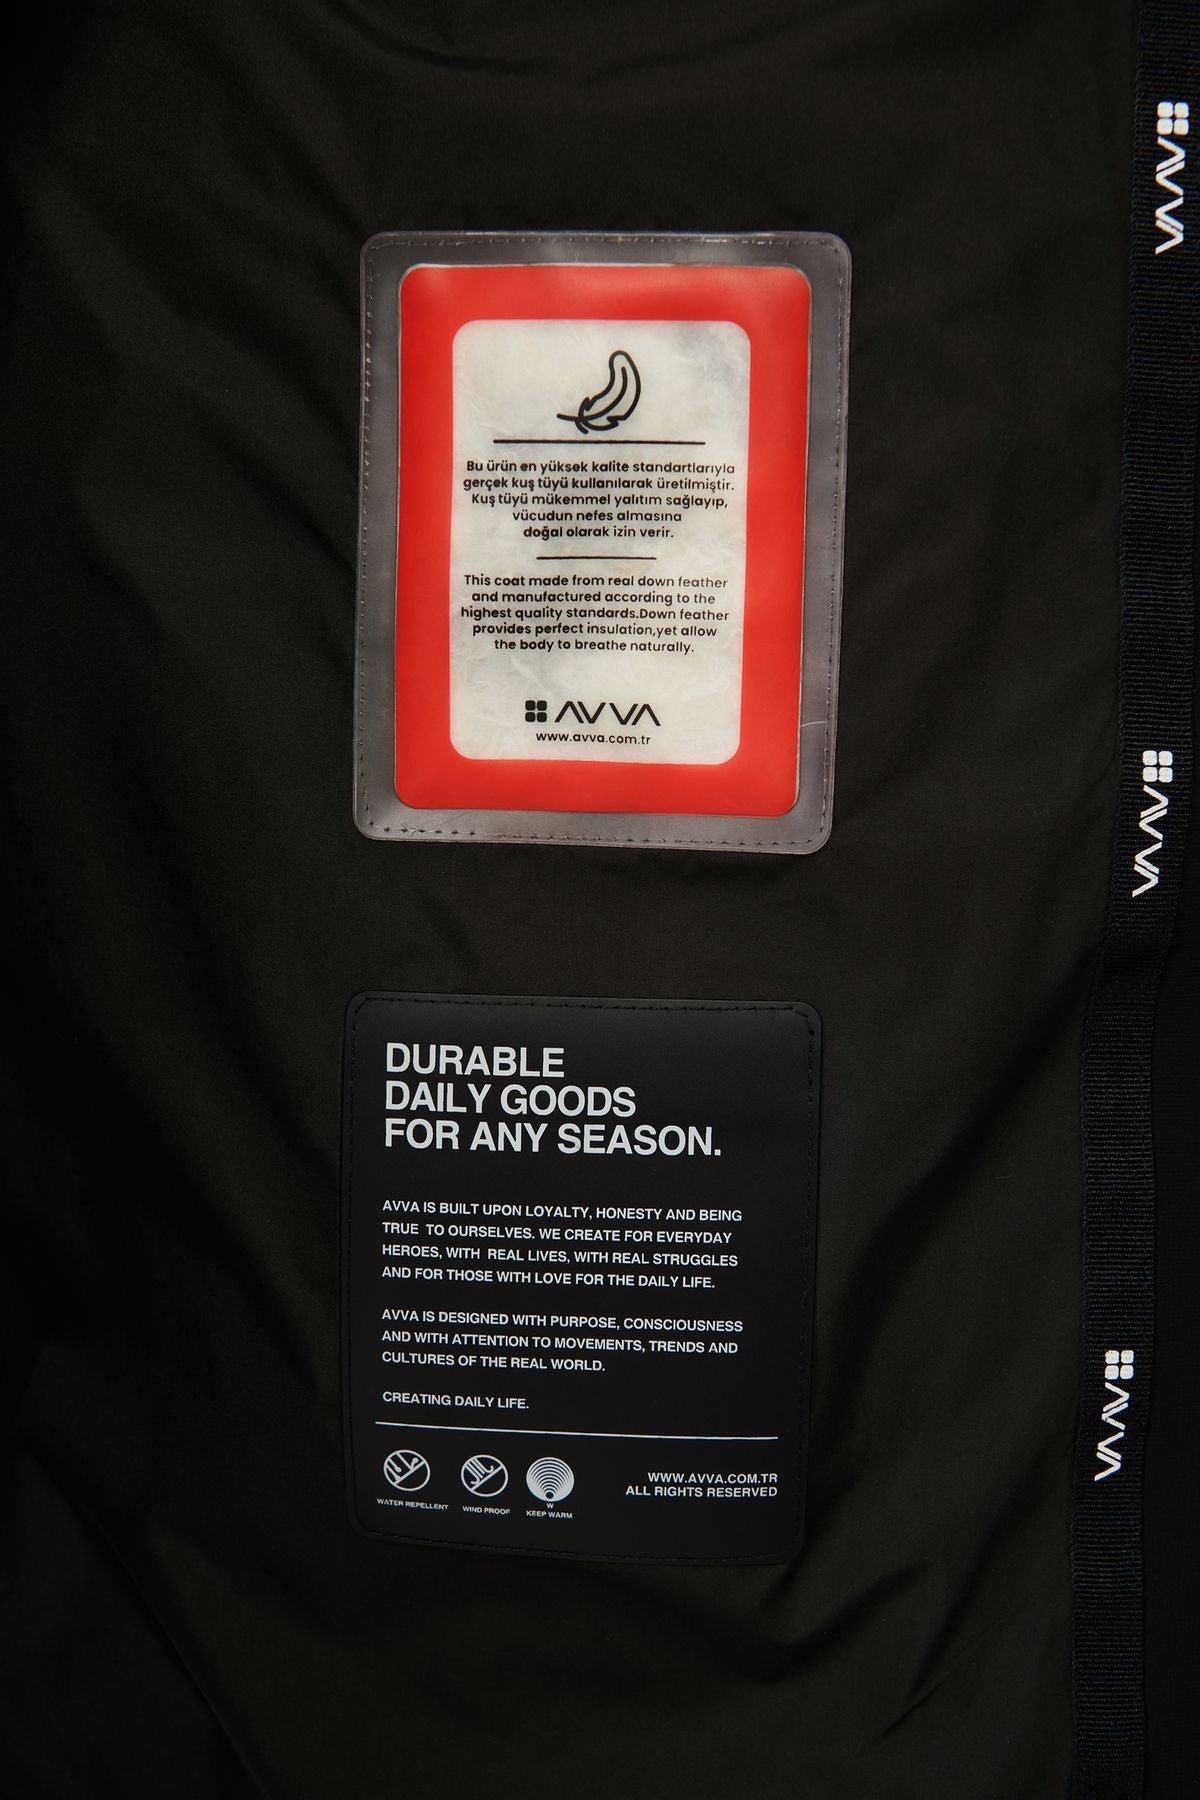 Bu ürün en yüksek kalite standartlarıyla
gerçek kuş tüyü kullanılarak üretilmiştir.
Kuş tüyü mükemmel yalıtım sağlayıp,
vücudun nefes almasına
doğal olarak izin verir.
This coat made from real down feather
and manufactured according to the
highest quality standards.Down feather
provides perfect insulation,yet allow
the body to breathe naturally.
AVVA
www.avva.com.tr
DURABLE
DAILY GOODS
FOR ANY SEASON.
AVVA IS BUILT UPON LOYALTY, HONESTY AND BEING
TRUE TO OURSELVES. WE CREATE FOR EVERYDAY
HEROES, WITH REAL LIVES, WITH REAL STRUGGLES
AND FOR THOSE WITH LOVE FOR THE DAILY LIFE.
AVVA IS DESIGNED WITH PURPOSE, CONSCIOUSNESS
AND WITH ATTENTION TO MOVEMENTS, TRENDS AND
CULTURES OF THE REAL WORLD.
CREATING DAILY LIFE.
WATER REPELLENT
WIND PROOF
W
KEEP WARM
WWW.AVVA.COM.TR
ALL RIGHTS RESERVED
AVVA
AVVA
AVVA